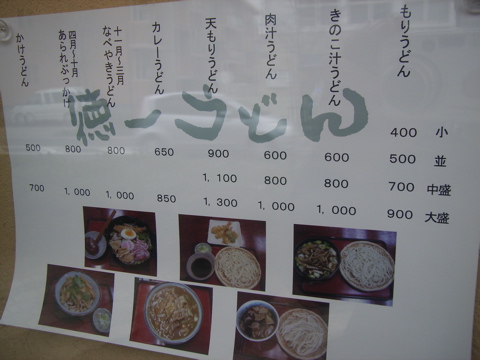 もりうどん
きのこ汁うどん
肉汁うどん
天もりうどん
カレーうどん
十一月～三月
なべやきうどん
四月～十月
あられぶっかけ
かけうどん
徳一うどん
400 小
500 800 800 650 900 600 600 500 並
1,100 800 800 700 中盛
700 1,000 1,000 850 1,300 1,000 1,000 900 大盛